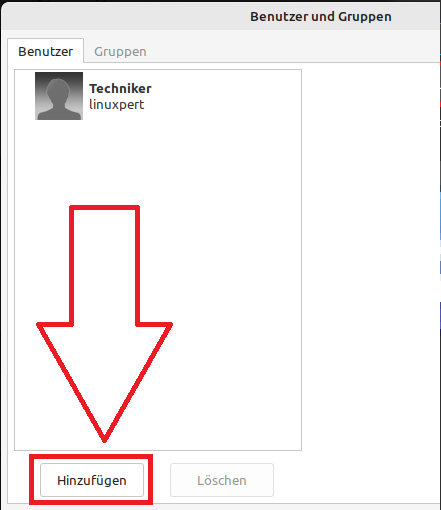 Benutzer und Gruppen
Benutzer Gruppen
Techniker
linuxpert
Hinzufügen Löschen